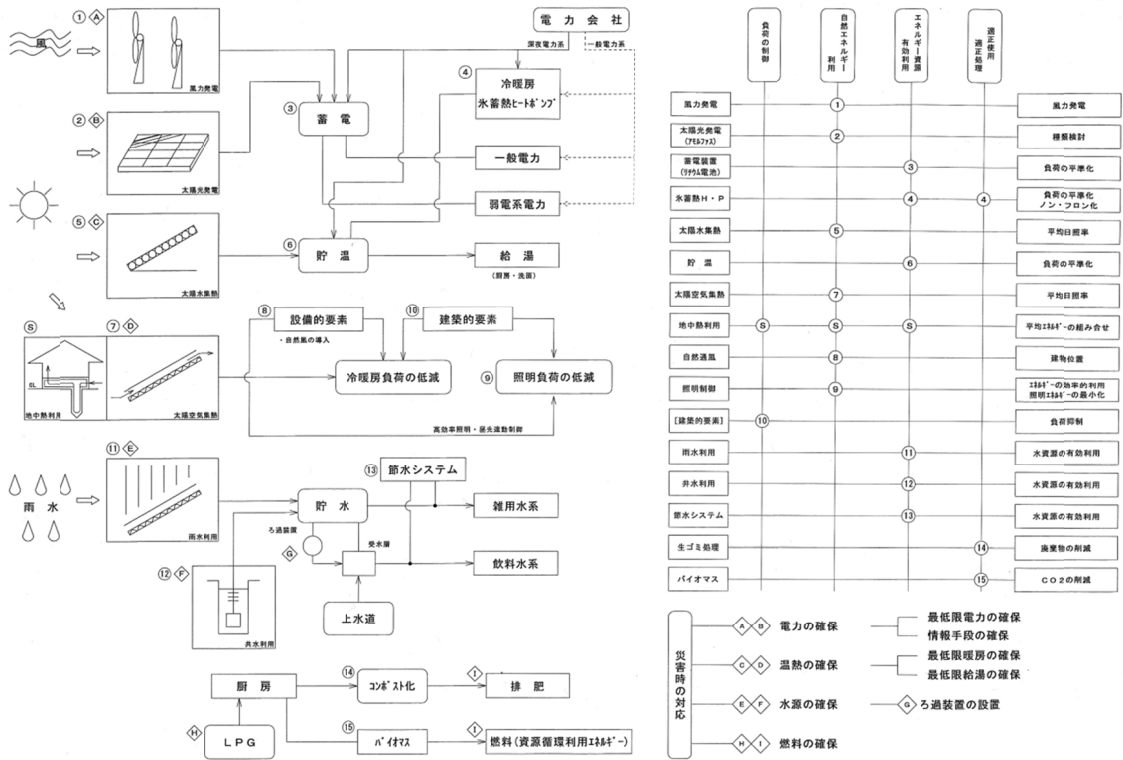 ① A
風
風力発電
② B
太陽光発電
⑤ C
太陽水集熱
電力会社
深夜電力系
一般電力系
③
蓄電
④
冷暖房
氷蓄熱ヒートポンプ
一般電力
弱電系電力
⑥
貯温
給湯
(厨房・洗面)
S
GL
地中熱利用
⑦ D
太陽空気集熱
⑧
設備的要素
・自然風の導入
⑩
建築的要素
冷暖房負荷の低減
⑨
照明負荷の低減
高効率照明・昼光連動制御
雨水
⑪ E
雨水利用
⑬
節水システム
貯水
雑用水系
ろ過装置
G
受水層
飲料水系
上水道
⑫ F
井水利用
厨房
⑭
コンポスト化
I
堆肥
H
LPG
⑮
バイオマス
I
燃料(資源循環利用エネルギー)
負荷の制御
自然エネルギー
利用
エネルギー資源
有効利用
適正使用
適正処理
風力発電 ① 風力発電
太陽光発電
(アモルファス)
② 種類検討
蓄電装置
(リチウム電池)
③ 負荷の平準化
氷蓄熱H・P ④ ④
負荷の平準化
ノン・フロン化
太陽水集熱 ⑤ 平均日照率
貯温 ⑥ 負荷の平準化
太陽空気集熱 ⑦ 平均日照率
地中熱利用 S S S 平均エネルギーの組み合せ
自然通風 ⑧ 建物位置
照明制御 ⑨
エネルギーの効率的利用
照明エネルギーの最小化
[建築的要素] ⑩ 負荷抑制
雨水利用 ⑪ 水資源の有効利用
井水利用 ⑫ 水資源の有効利用
節水システム ⑬ 水資源の有効利用
生ゴミ処理 ⑭ 廃棄物の削減
バイオマス ⑮ CO2の削減
災害時の対応
A B 電力の確保
最低限電力の確保
情報手段の確保
C D 温熱の確保
最低限暖房の確保
最低限給湯の確保
E F 水源の確保
G ろ過装置の設置
H I 燃料の確保